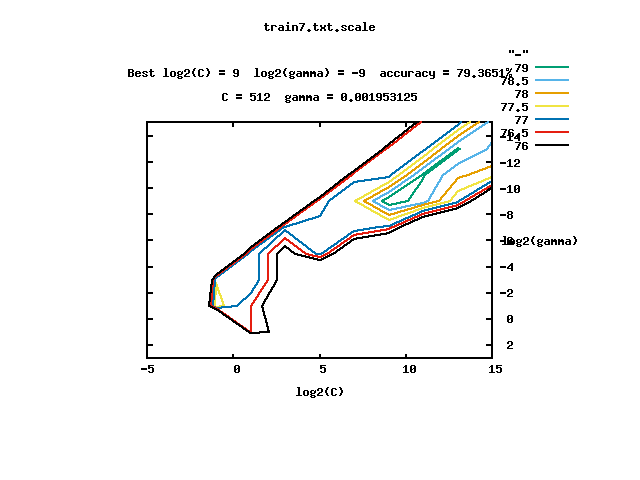 train7.txt.scale
"-"
Best log2(C) = 9  log2(gamma) = -9  accuracy = 79.3651%
79
78.5
78
77.5
77
76.5
76
C = 512  gamma = 0.001953125
-14
-12
-10
-8
-6
log2(gamma)
-4
-2
0
2
-5 0 5 10 15
log2(C)